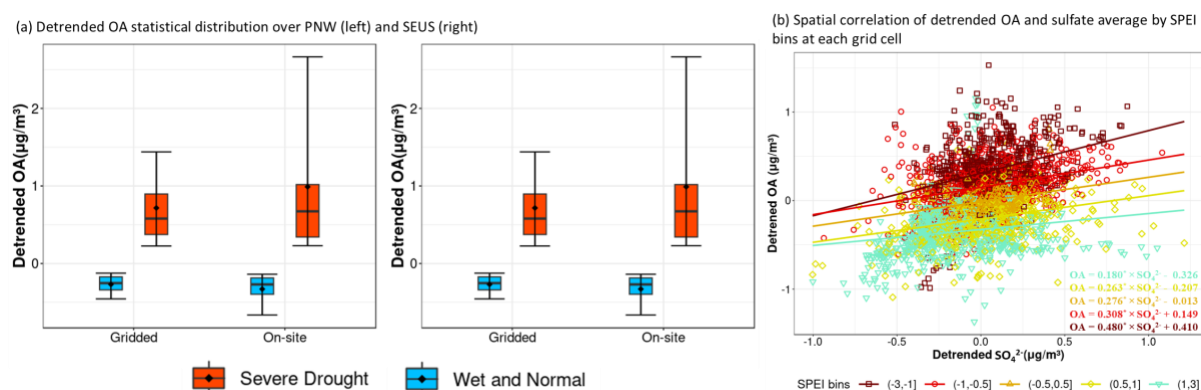 (a) Detrended OA statistical distribution over PNW (left) and SEUS (right)
Detrended OA(μg/m³)
2
1
0
Gridded
On-site
Detrended OA(μg/m³)
2
1
0
Gridded
On-site
Severe Drought
Wet and Normal
(b) Spatial correlation of detrended OA and sulfate average by SPEI
bins at each grid cell
Detrened OA (μg/m³)
1
0
-1
OA = 0.180* × SO₄²⁻ - 0.326
OA = 0.263* × SO₄²⁻ - 0.207
OA = 0.276* × SO₄²⁻ - 0.013
OA = 0.308* × SO₄²⁻ + 0.149
OA = 0.480* × SO₄²⁻ + 0.410
-1.0
-0.5
0.0
0.5
1.0
Detrended SO₄²⁻(μg/m³)
SPEI bins
(-3,-1]
(-1,-0.5]
(-0.5,0.5]
(0.5,1]
(1,3]